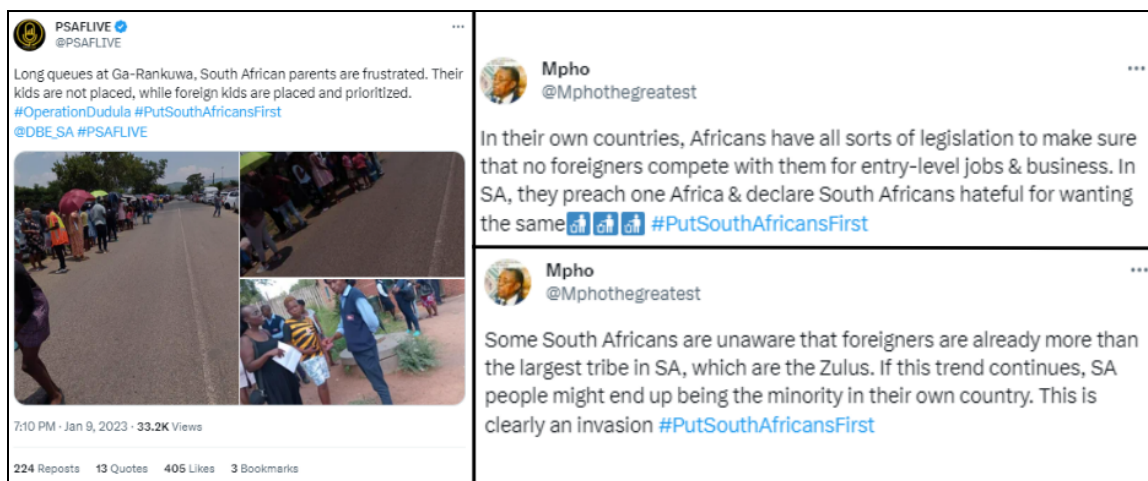 PSAFLIVE
@PSAFLIVE
Long queues at Ga-Rankuwa, South African parents are frustrated. Their
kids are not placed, while foreign kids are placed and prioritized.
#OperationDudula #PutSouthAfricansFirst
@DBE_SA #PSAFLIVE
7:10 PM · Jan 9, 2023 · 33.2K Views
224 Reposts 13 Quotes 405 Likes 3 Bookmarks
Mpho
@Mphothegreatest
In their own countries, Africans have all sorts of legislation to make sure
that no foreigners compete with them for entry-level jobs & business. In
SA, they preach one Africa & declare South Africans hateful for wanting
the same🚮🚮🚮 #PutSouthAfricansFirst
Mpho
@Mphothegreatest
Some South Africans are unaware that foreigners are already more than
the largest tribe in SA, which are the Zulus. If this trend continues, SA
people might end up being the minority in their own country. This is
clearly an invasion #PutSouthAfricansFirst